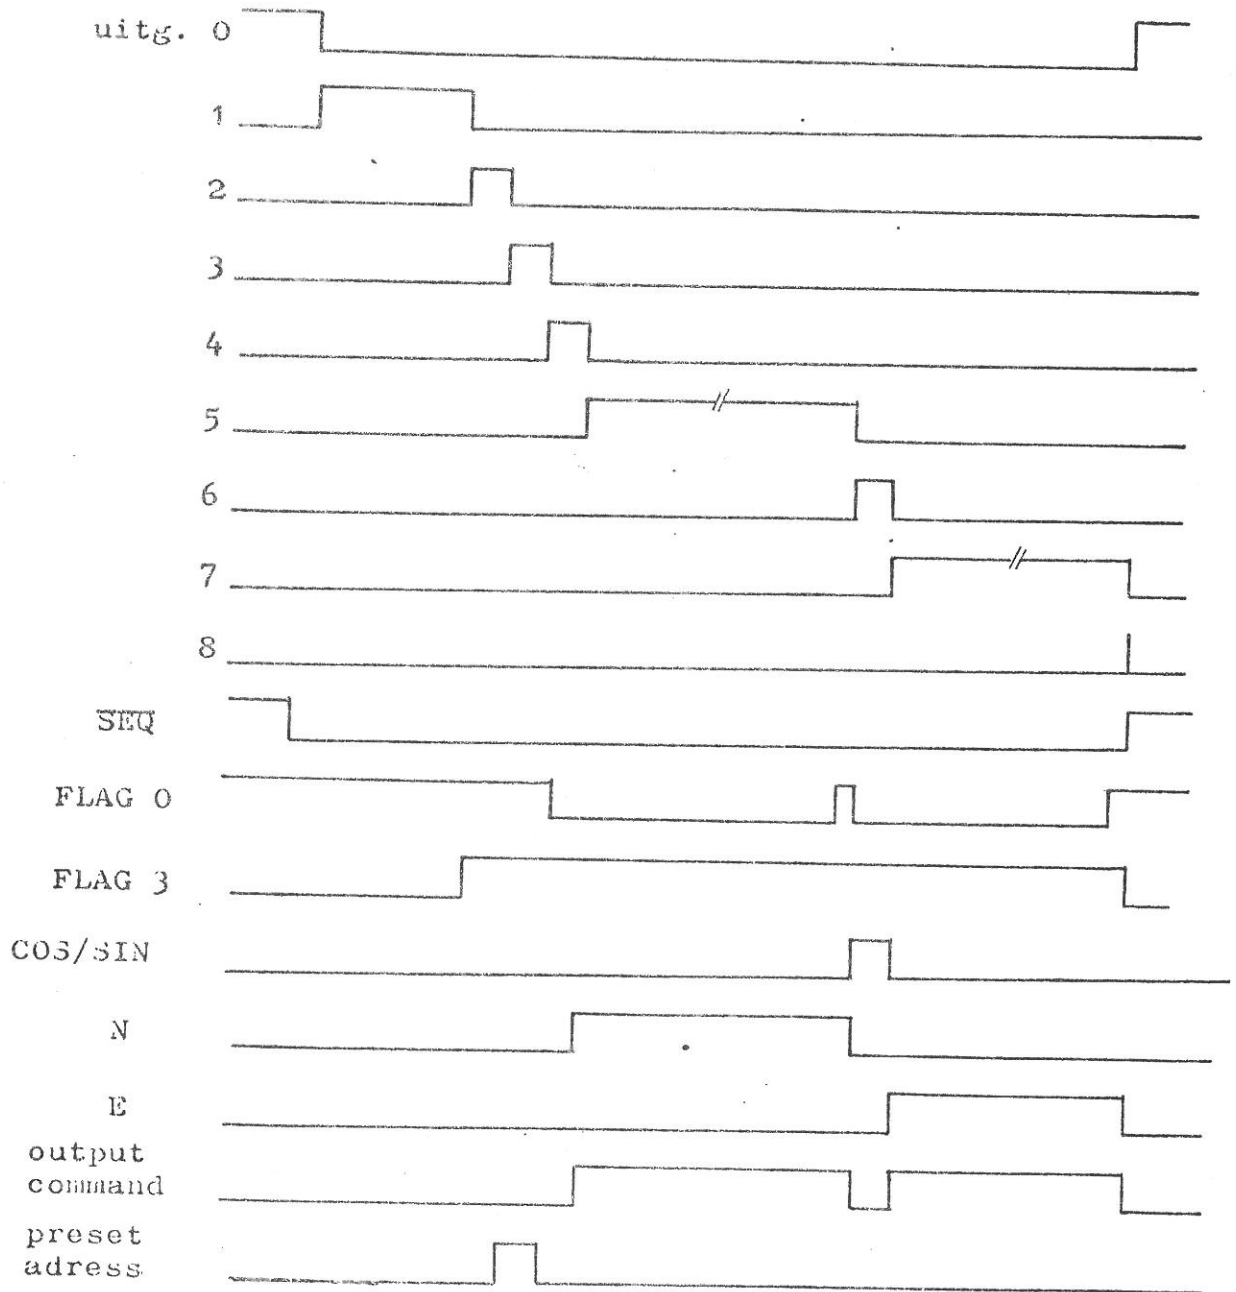 uitg. 0
1
2
3
4
5
6
7
8
SEQ
FLAG 0
FLAG 3
COS/SIN
N
E
output
command
preset
adress